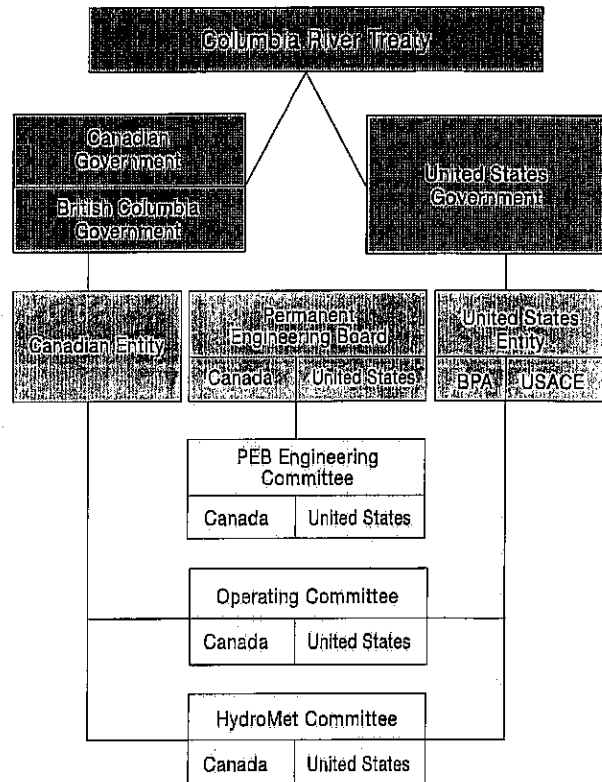 Columbia River Treaty
Canadian
Government
British Columbia
Government
United States
Government
Canadian Entity
Permanent
Engineering Board
Canada United States
United States
Entity
BPA USACE
PEB Engineering
Committee
Canada United States
Operating Committee
Canada United States
HydroMet Committee
Canada United States